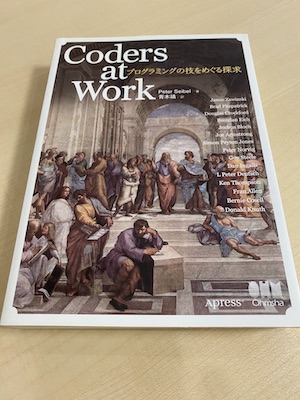 Coders
at
プログラミングの技をめぐる探求
Work
Peter Seibel 著
青木靖 訳
Jamie Zawinski
Brad Fitzpatrick
Douglas Crockford
Brendan Eich
Joshua Bloch
Joe Armstrong
Simon Peyton Jones
Peter Norvig
Guy Steele
Dan Ingalls
L Peter Deutsch
Ken Thompson
Fran Allen
Bernie Cosell
Donald Knuth
Apress
OHM
Ohmsha